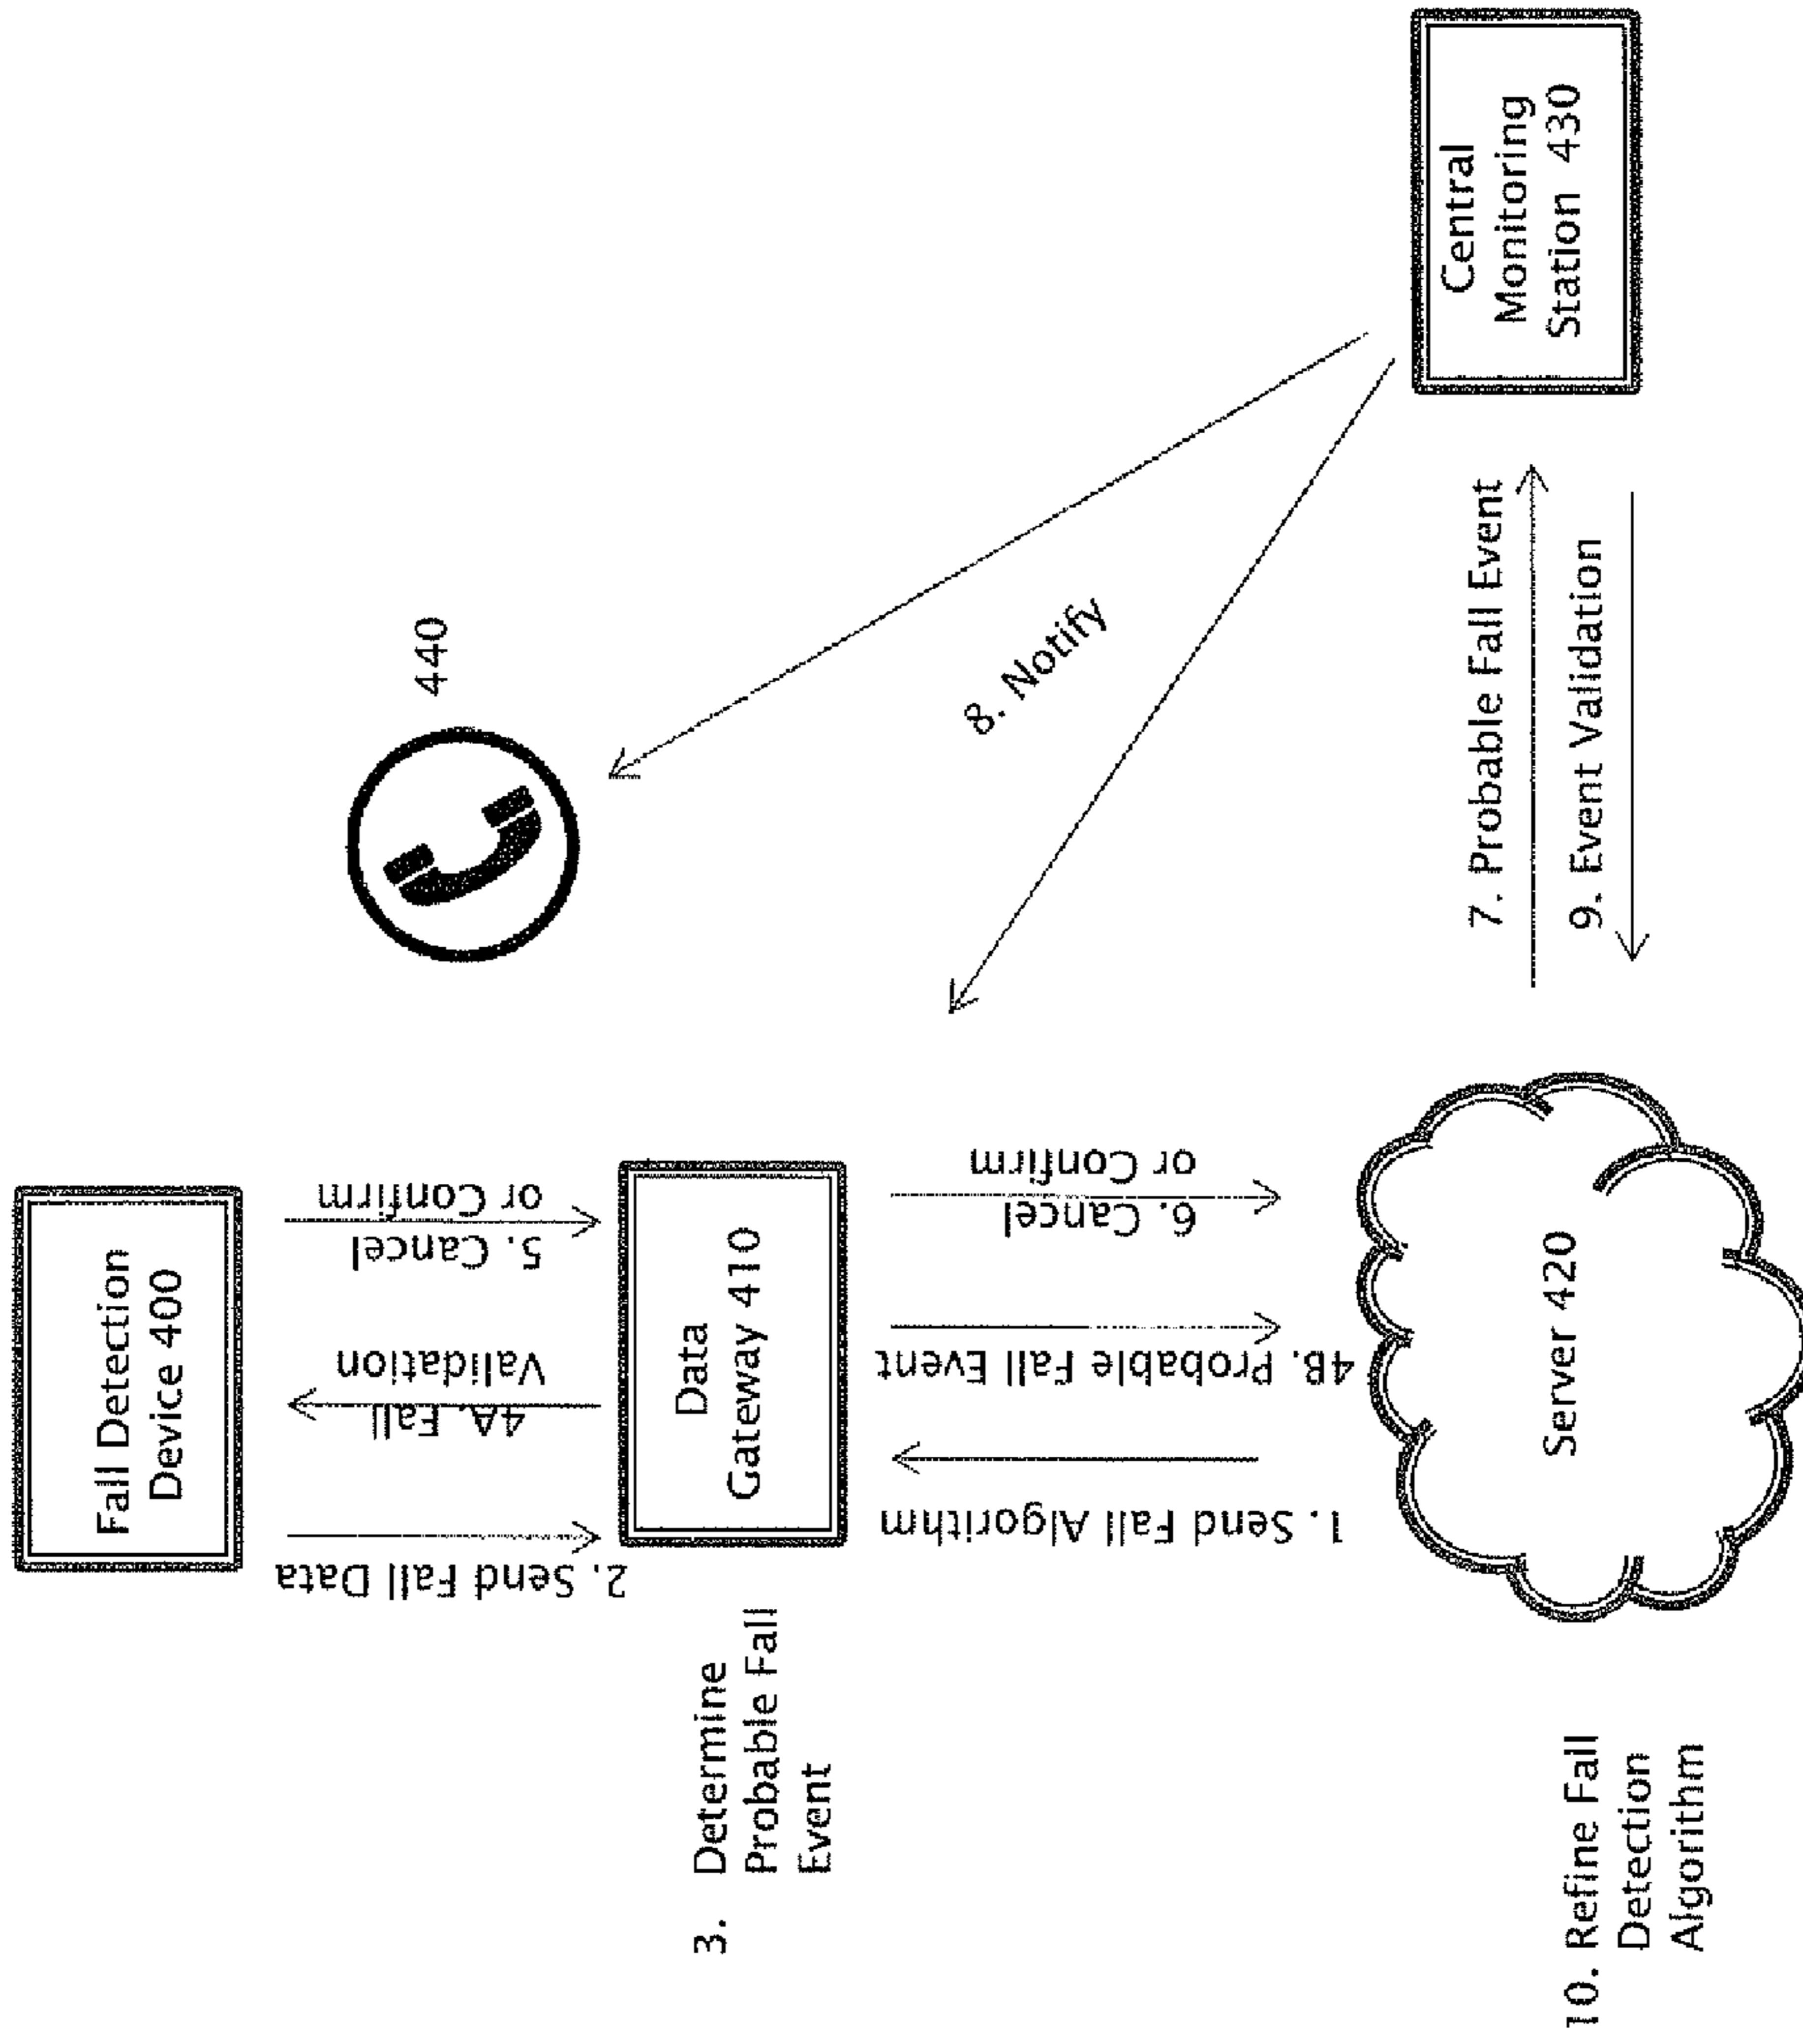 Fall Detection
Device 400
2. Send Fall Data
4A. Fall
Validation
5. Cancel
or Confirm
440
3. Determine
Probable Fall
Event
Data
Gateway 410
8. Notify
1. Send Fall Algorithm
4B. Probable Fall Event
6. Cancel
or Confirm
10. Refine Fall
Detection
Algorithm
Server 420
7. Probable Fall Event
9. Event Validation
Central
Monitoring
Station 430